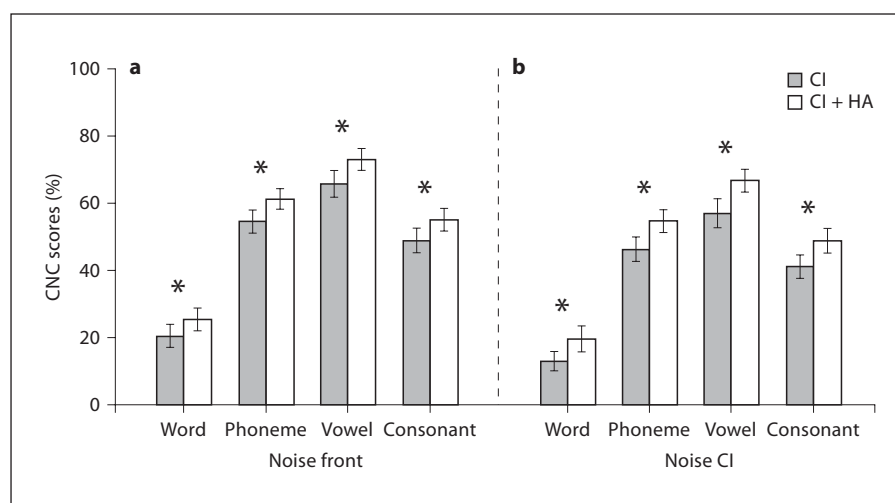 a
b
CI
CI + HA
CNC scores (%)
100
80
60
40
20
0
*
*
*
*
*
*
*
*
Word Phoneme Vowel Consonant
Word Phoneme Vowel Consonant
Noise front
Noise CI